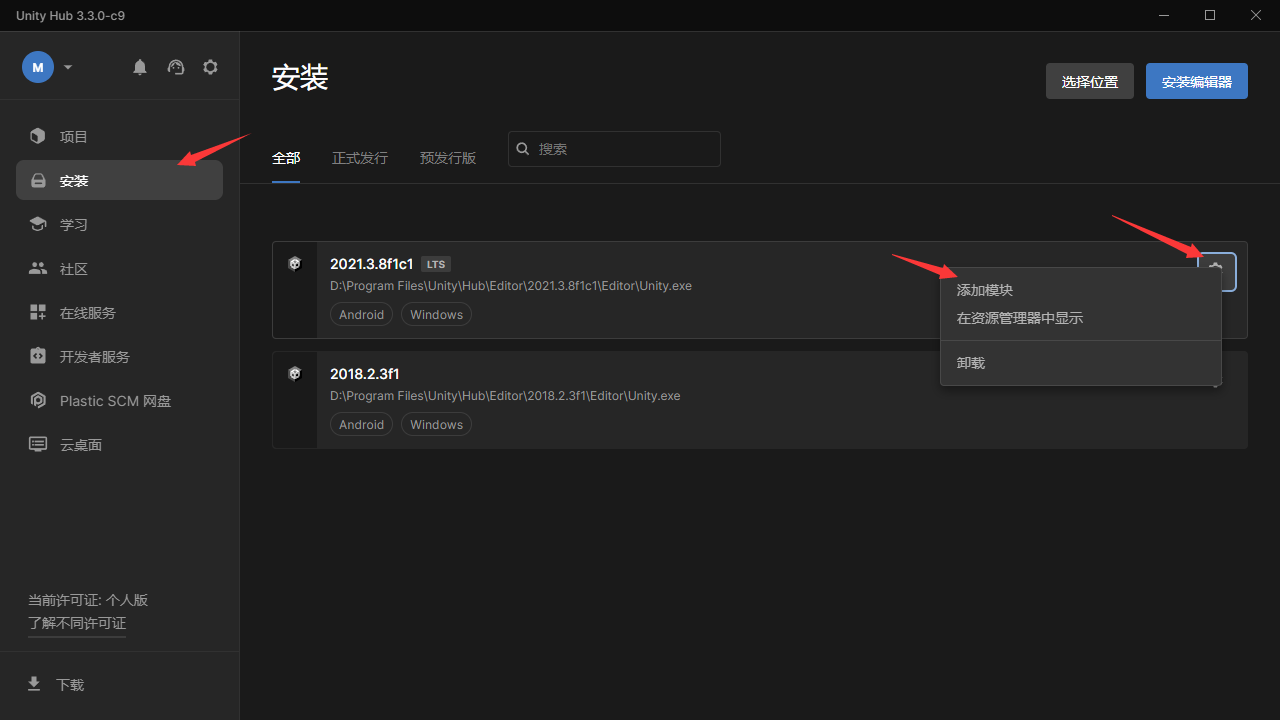 Unity Hub 3.3.0-c9
M
项目
安装
学习
社区
在线服务
开发者服务
Plastic SCM 网盘
云桌面
当前许可证: 个人版
了解不同许可证
下载
安装
选择位置
安装编辑器
全部
正式发行
预发行版
搜索
2021.3.8f1c1 LTS
D:\Program Files\Unity\Hub\Editor\2021.3.8f1c1\Editor\Unity.exe
Android
Windows
添加模块
在资源管理器中显示
卸载
2018.2.3f1
D:\Program Files\Unity\Hub\Editor\2018.2.3f1\Editor\Unity.exe
Android
Windows